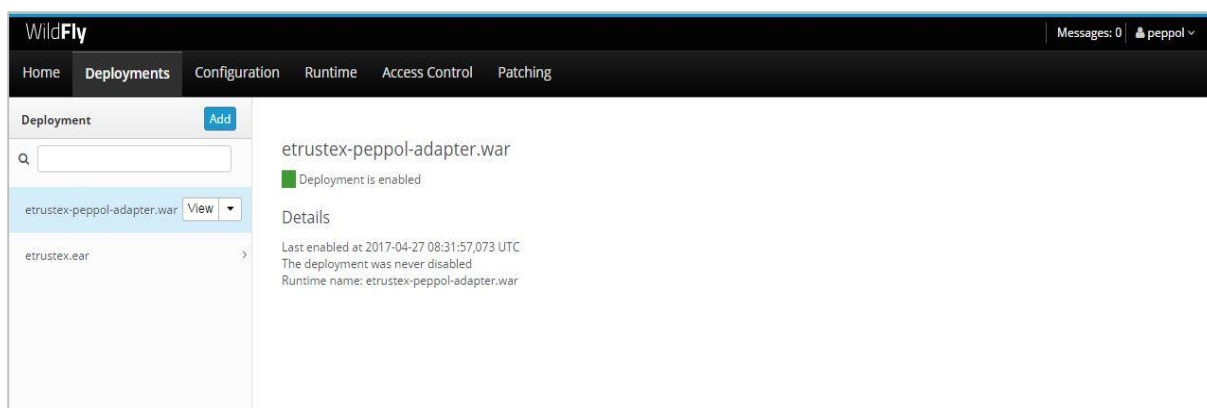 WildFly
Messages: 0 peppol
Home Deployments Configuration Runtime Access Control Patching
Deployment Add
etrustex-peppol-adapter.war
Deployment is enabled
etrustex-peppol-adapter.war View
Details
Last enabled at 2017-04-27 08:31:57,073 UTC
etrustex.ear
The deployment was never disabled
Runtime name: etrustex-peppol-adapter.war